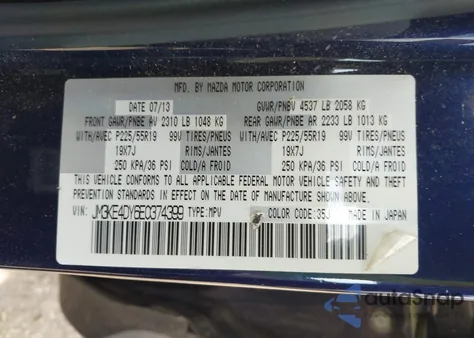 MFD. BY MAZDA MOTOR CORPORATION
DATE 07/13 GVWR/PNBV 4537 LB 2058 KG
FRONT GAWR/PNBE AV 2310 LB 1048 KG REAR GAWR/PNBE AR 2233 LB 1013 KG
WITH/AVEC P225/55R19 99V TIRES/PNEUS WITH/AVEC P225/55R19 99V TIRES/PNEUS
19X7J RIMS/JANTES 19X7J RIMS/JANTES
250 KPA/36 PSI COLD/A FROID 250 KPA/36 PSI COLD/A FROID
THIS VEHICLE CONFORMS TO ALL APPLICABLE FEDERAL MOTOR VEHICLE SAFETY AND THEFT
PREVENTION STANDARDS IN EFFECT ON THE DATE OF MANUFACTURE SHOWN ABOVE.
VIN: JM3KE4DY6E0374399 TYPE: MPV COLOR CODE: MADE IN JAPAN
autoSnap